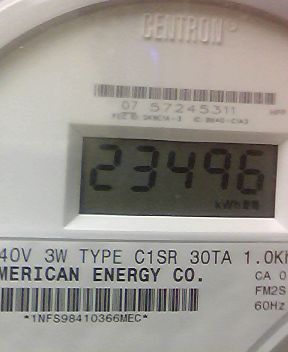 CENTRON®
07 57245311
23496
kWh
40V 3W TYPE C1SR 30TA 1.0K
MERICAN ENERGY CO.
CA 0
FM2S
60Hz
*1NFS98410366MEC*